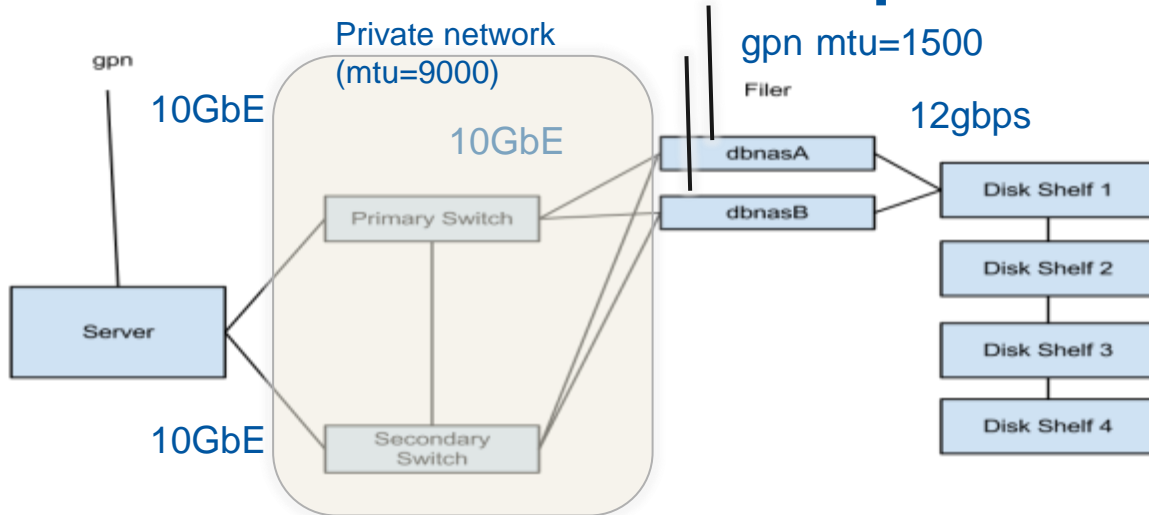 Private network
(mtu=9000)
gpn mtu=1500
gpn
10GbE
Filer
12gbps
10GbE
dbnasA
Disk Shelf 1
Primary Switch
dbnasB
Disk Shelf 2
Server
Disk Shelf 3
10GbE
Secondary
Switch
Disk Shelf 4